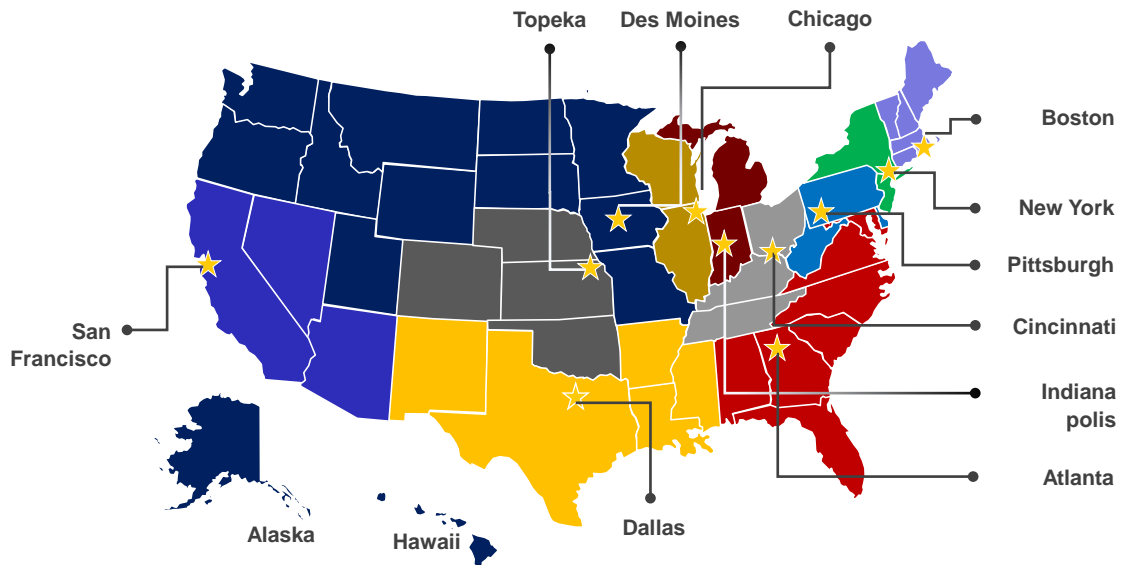 Topeka
Des Moines
Chicago
Boston
New York
Pittsburgh
Cincinnati
San
Francisco
Indiana
polis
Atlanta
Dallas
Alaska
Hawaii